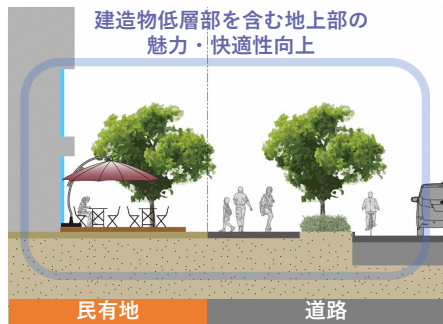 建造物低層部を含む地上部の
魅力・快適性向上
民有地
道路